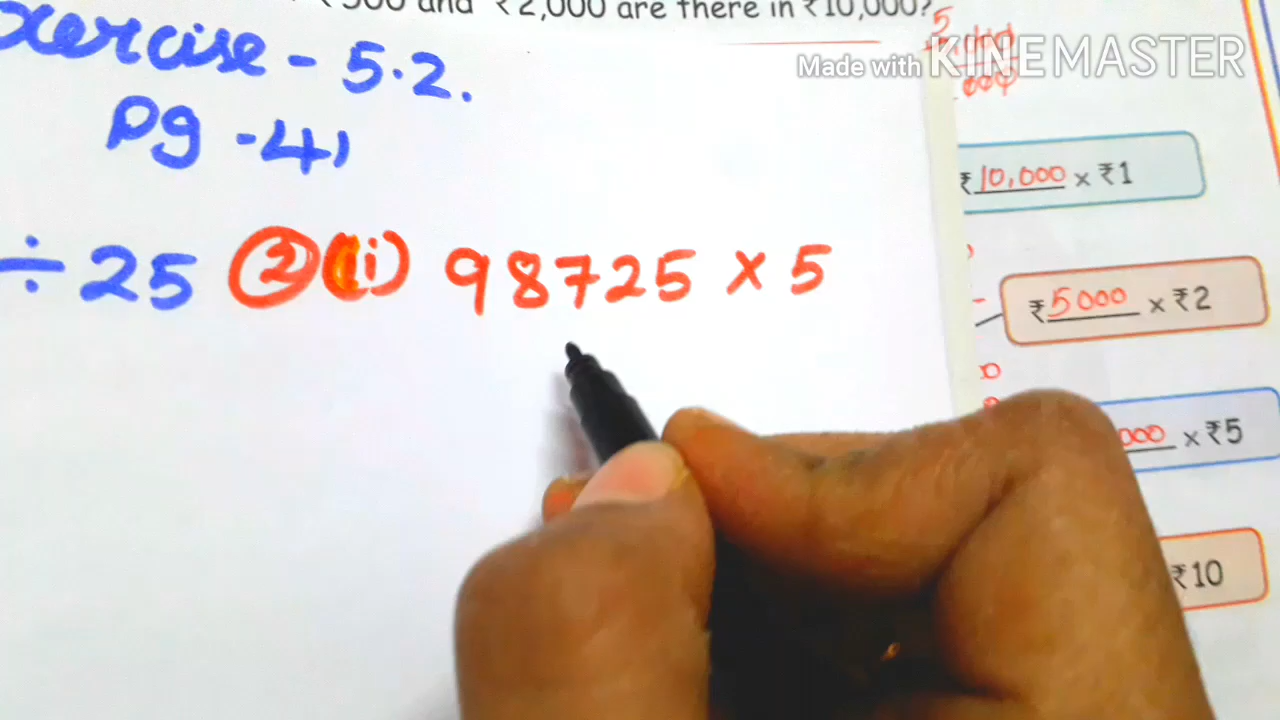 ₹500 and ₹2,000 are there in ₹10,000?
Made with KINEMASTER
Exercise - 5.2.
Pg - 41
÷ 25 ② (i) 98725 × 5
₹ 10,000 × ₹1
₹ 5000 × ₹2
000 × ₹5
₹10